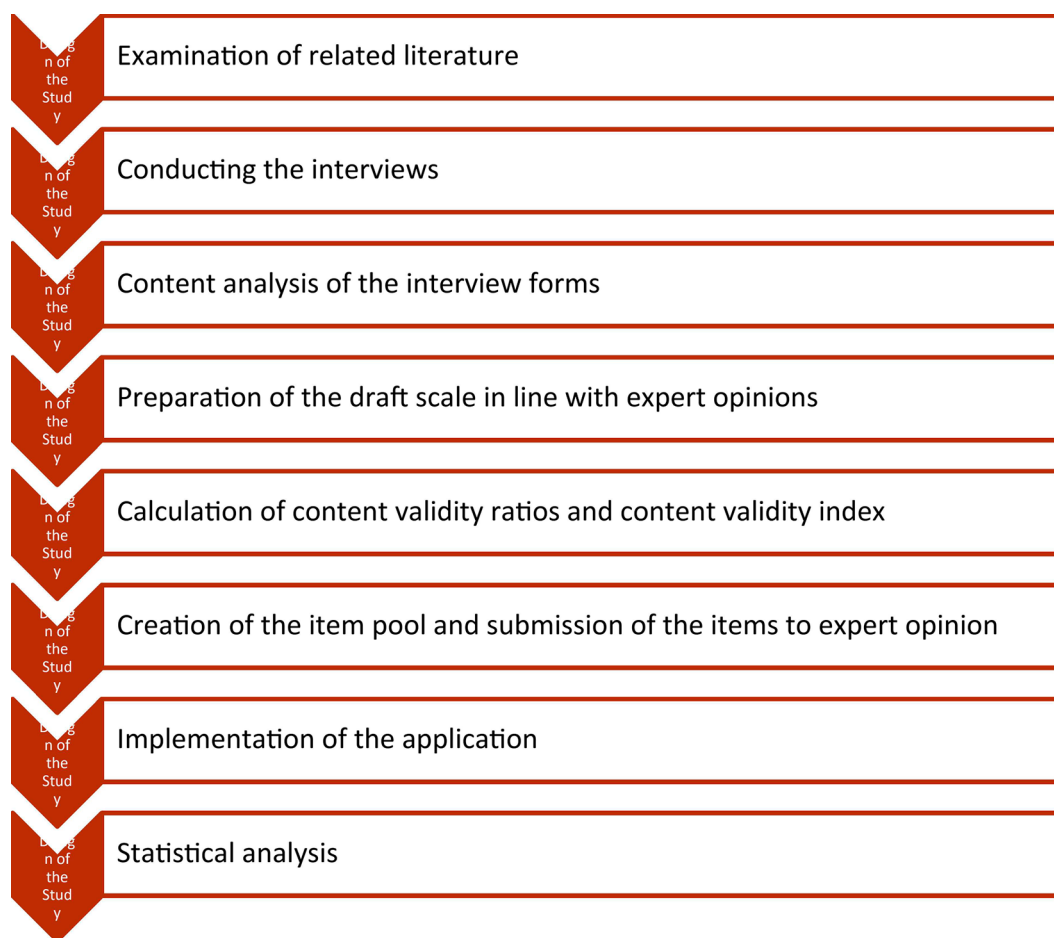 n of
the
Stud
y
Examination of related literature
n of
the
Stud
y
Conducting the interviews
n of
the
Stud
y
Content analysis of the interview forms
n of
the
Stud
y
Preparation of the draft scale in line with expert opinions
n of
the
Stud
y
Calculation of content validity ratios and content validity index
n of
the
Stud
y
Creation of the item pool and submission of the items to expert opinion
n of
the
Stud
y
Implementation of the application
n of
the
Stud
y
Statistical analysis